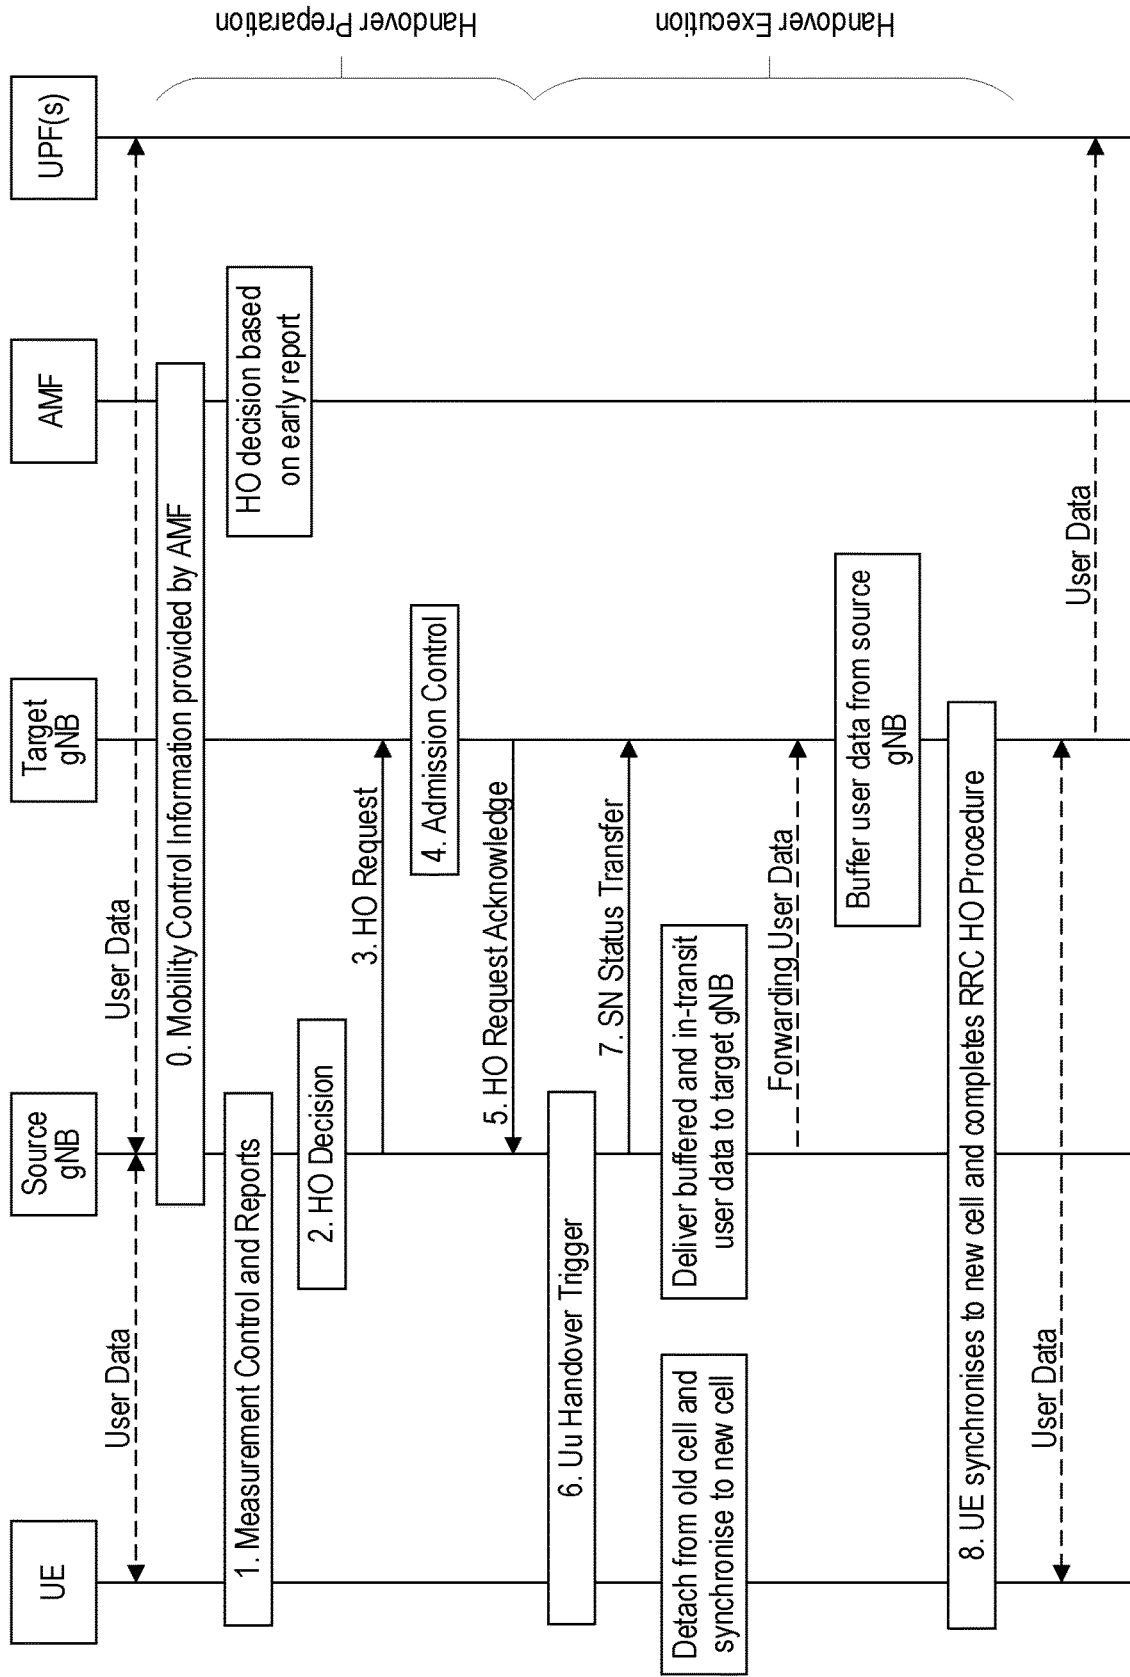 UE
Source
gNB
Target
gNB
AMF
UPF(s)
User Data
User Data
0. Mobility Control Information provided by AMF
1. Measurement Control and Reports
HO decision based
on early report
2. HO Decision
3. HO Request
4. Admission Control
5. HO Request Acknowledge
Handover Preparation
6. Uu Handover Trigger
7. SN Status Transfer
Detach from old cell and
synchronise to new cell
Deliver buffered and in-transit
user data to target gNB
Forwarding User Data
Buffer user data from source
gNB
8. UE synchronises to new cell and completes RRC HO Procedure
Handover Execution
User Data
User Data